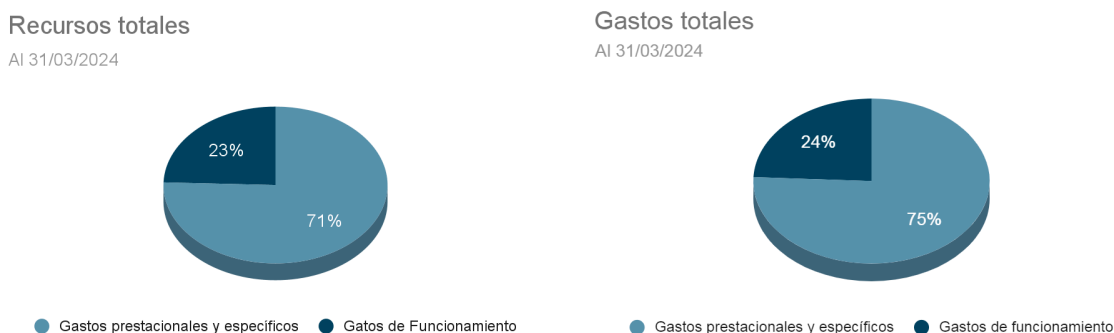 Recursos totales
Al 31/03/2024
23%
71%
Gastos prestacionales y específicos
Gatos de Funcionamiento
Gastos totales
Al 31/03/2024
24%
75%
Gastos prestacionales y específicos
Gastos de funcionamiento